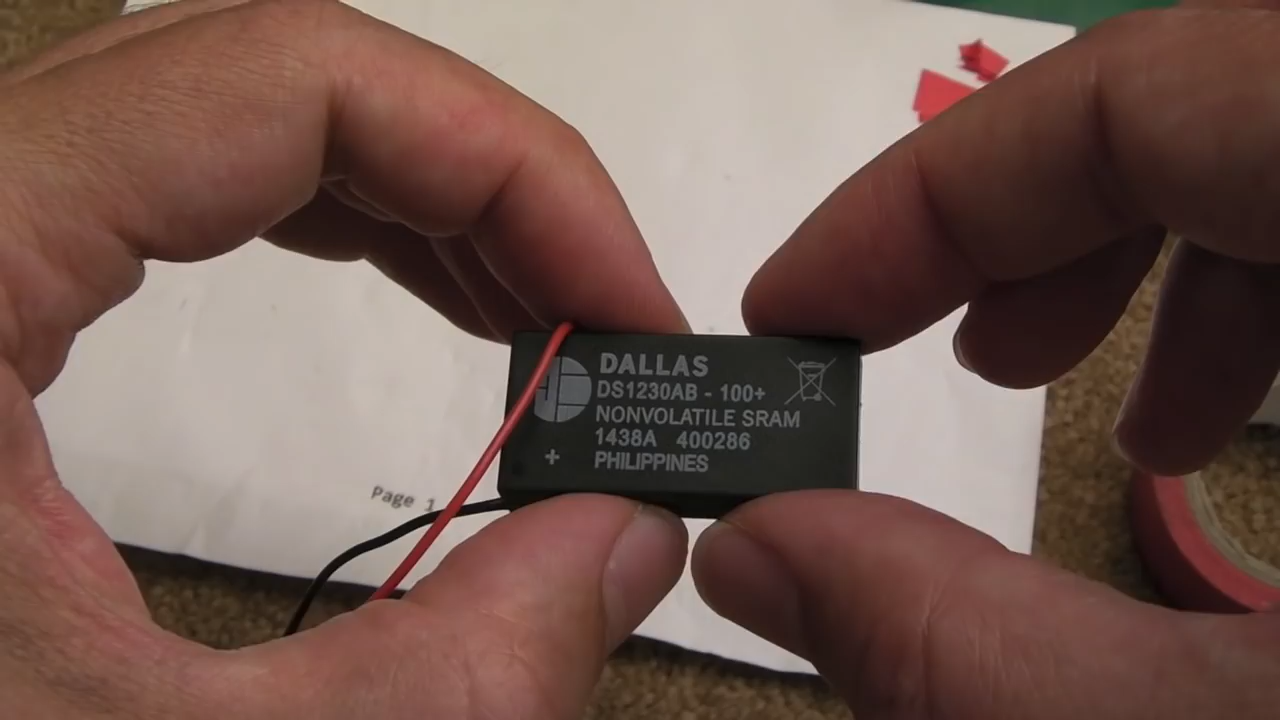 DALLAS
DS1230AB - 100+
NONVOLATILE SRAM
1438A 400286
+ PHILIPPINES
Page 1